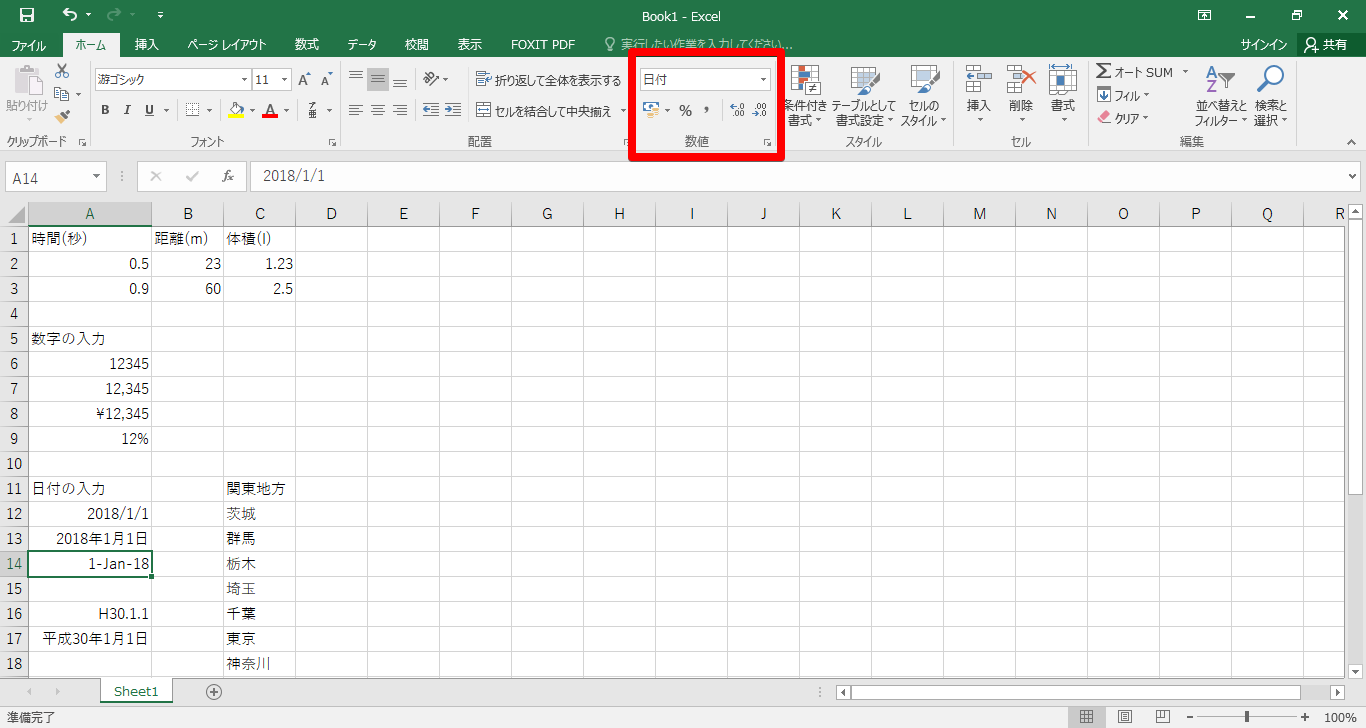 Book1 - Excel
ファイル ホーム 挿入 ページ レイアウト 数式 データ 校閲 表示 FOXIT PDF 実行したい作業を入力してください... サインイン 共有
貼り付け 游ゴシック 11 折り返して全体を表示する 日付 条件付き書式 テーブルとして書式設定 セルのスタイル 挿入 削除 書式 Σ オート SUM 並べ替えとフィルター 検索と選択
B I U セルを結合して中央揃え % , フィル
クリア
クリップボード フォント 配置 数値 スタイル セル 編集
A14 fx 2018/1/1
A B C D E F G H I J K L M N O P Q R
1 時間(秒) 距離(m) 体積(l)
2 0.5 23 1.23
3 0.9 60 2.5
4
5 数字の入力
6 12345
7 12,345
8 ¥12,345
9 12%
10
11 日付の入力 関東地方
12 2018/1/1 茨城
13 2018年1月1日 群馬
14 1-Jan-18 栃木
15 埼玉
16 H30.1.1 千葉
17 平成30年1月1日 東京
18 神奈川
Sheet1
準備完了 100%